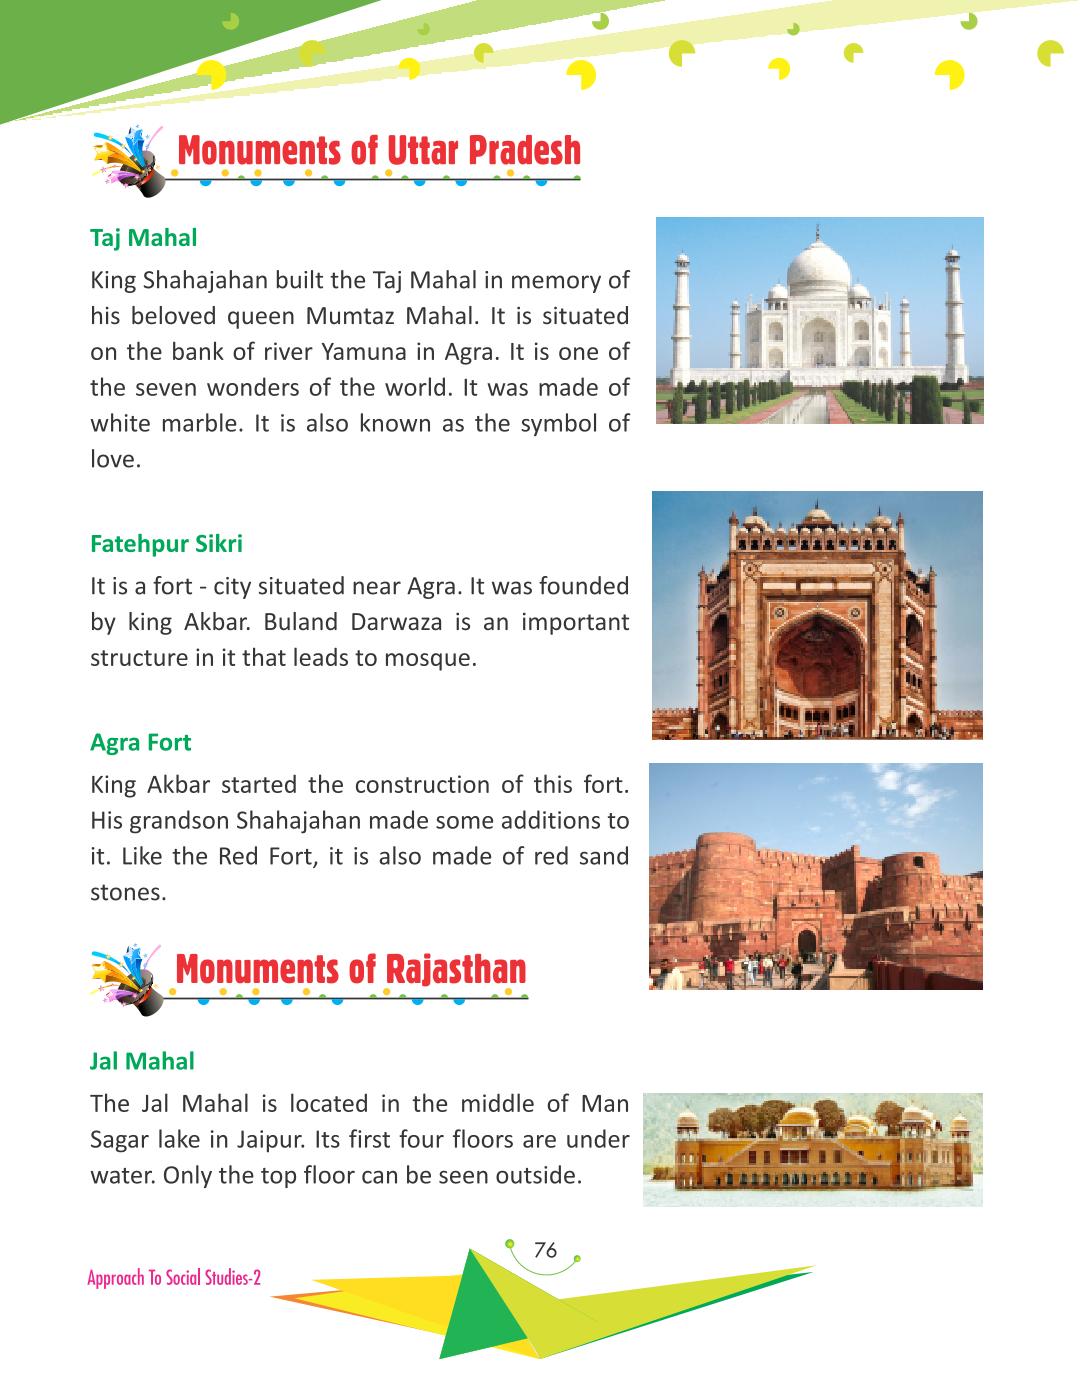 Monuments of Uttar Pradesh
Taj Mahal
King Shahajahan built the Taj Mahal in memory of
his beloved queen Mumtaz Mahal. It is situated
on the bank of river Yamuna in Agra. It is one of
the seven wonders of the world. It was made of
white marble. It is also known as the symbol of
love.
Fatehpur Sikri
It is a fort - city situated near Agra. It was founded
by king Akbar. Buland Darwaza is an important
structure in it that leads to mosque.
Agra Fort
King Akbar started the construction of this fort.
His grandson Shahajahan made some additions to
it. Like the Red Fort, it is also made of red sand
stones.
Monuments of Rajasthan
Jal Mahal
The Jal Mahal is located in the middle of Man
Sagar lake in Jaipur. Its first four floors are under
water. Only the top floor can be seen outside.
76
Approach To Social Studies-2